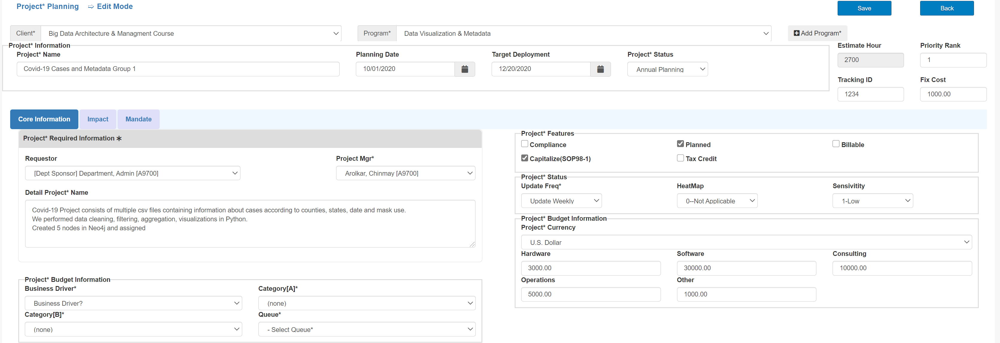 Project* Planning ⇨ Edit Mode
Save
Back
Client*
Big Data Architecture & Managment Course
Program*
Data Visualization & Metadata
Add Program*
Project* Information
Project* Name
Covid-19 Cases and Metadata Group 1
Planning Date
10/01/2020
Target Deployment
12/20/2020
Project* Status
Annual Planning
Estimate Hour
2700
Priority Rank
1
Tracking ID
1234
Fix Cost
1000.00
Core Information
Impact
Mandate
Project* Required Information *
Requestor
[Dept Sponsor] Department, Admin [A9700]
Project Mgr*
Arolkar, Chinmay [A9700]
Detail Project* Name
Covid-19 Project consists of multiple csv files containing information about cases according to counties, states, date and mask use.
We performed data cleaning, filtering, aggregation, visualizations in Python.
Created 5 nodes in Neo4j and assigned
Project* Budget Information
Business Driver*
Business Driver?
Category[A]*
(none)
Category[B]*
(none)
Queue*
- Select Queue*
Project* Features
Compliance
Planned
Billable
Capitalize(SOP98-1)
Tax Credit
Project* Status
Update Freq*
Update Weekly
HeatMap
0--Not Applicable
Sensivitity
1-Low
Project* Budget Information
Project* Currency
U.S. Dollar
Hardware
3000.00
Software
30000.00
Consulting
10000.00
Operations
5000.00
Other
1000.00